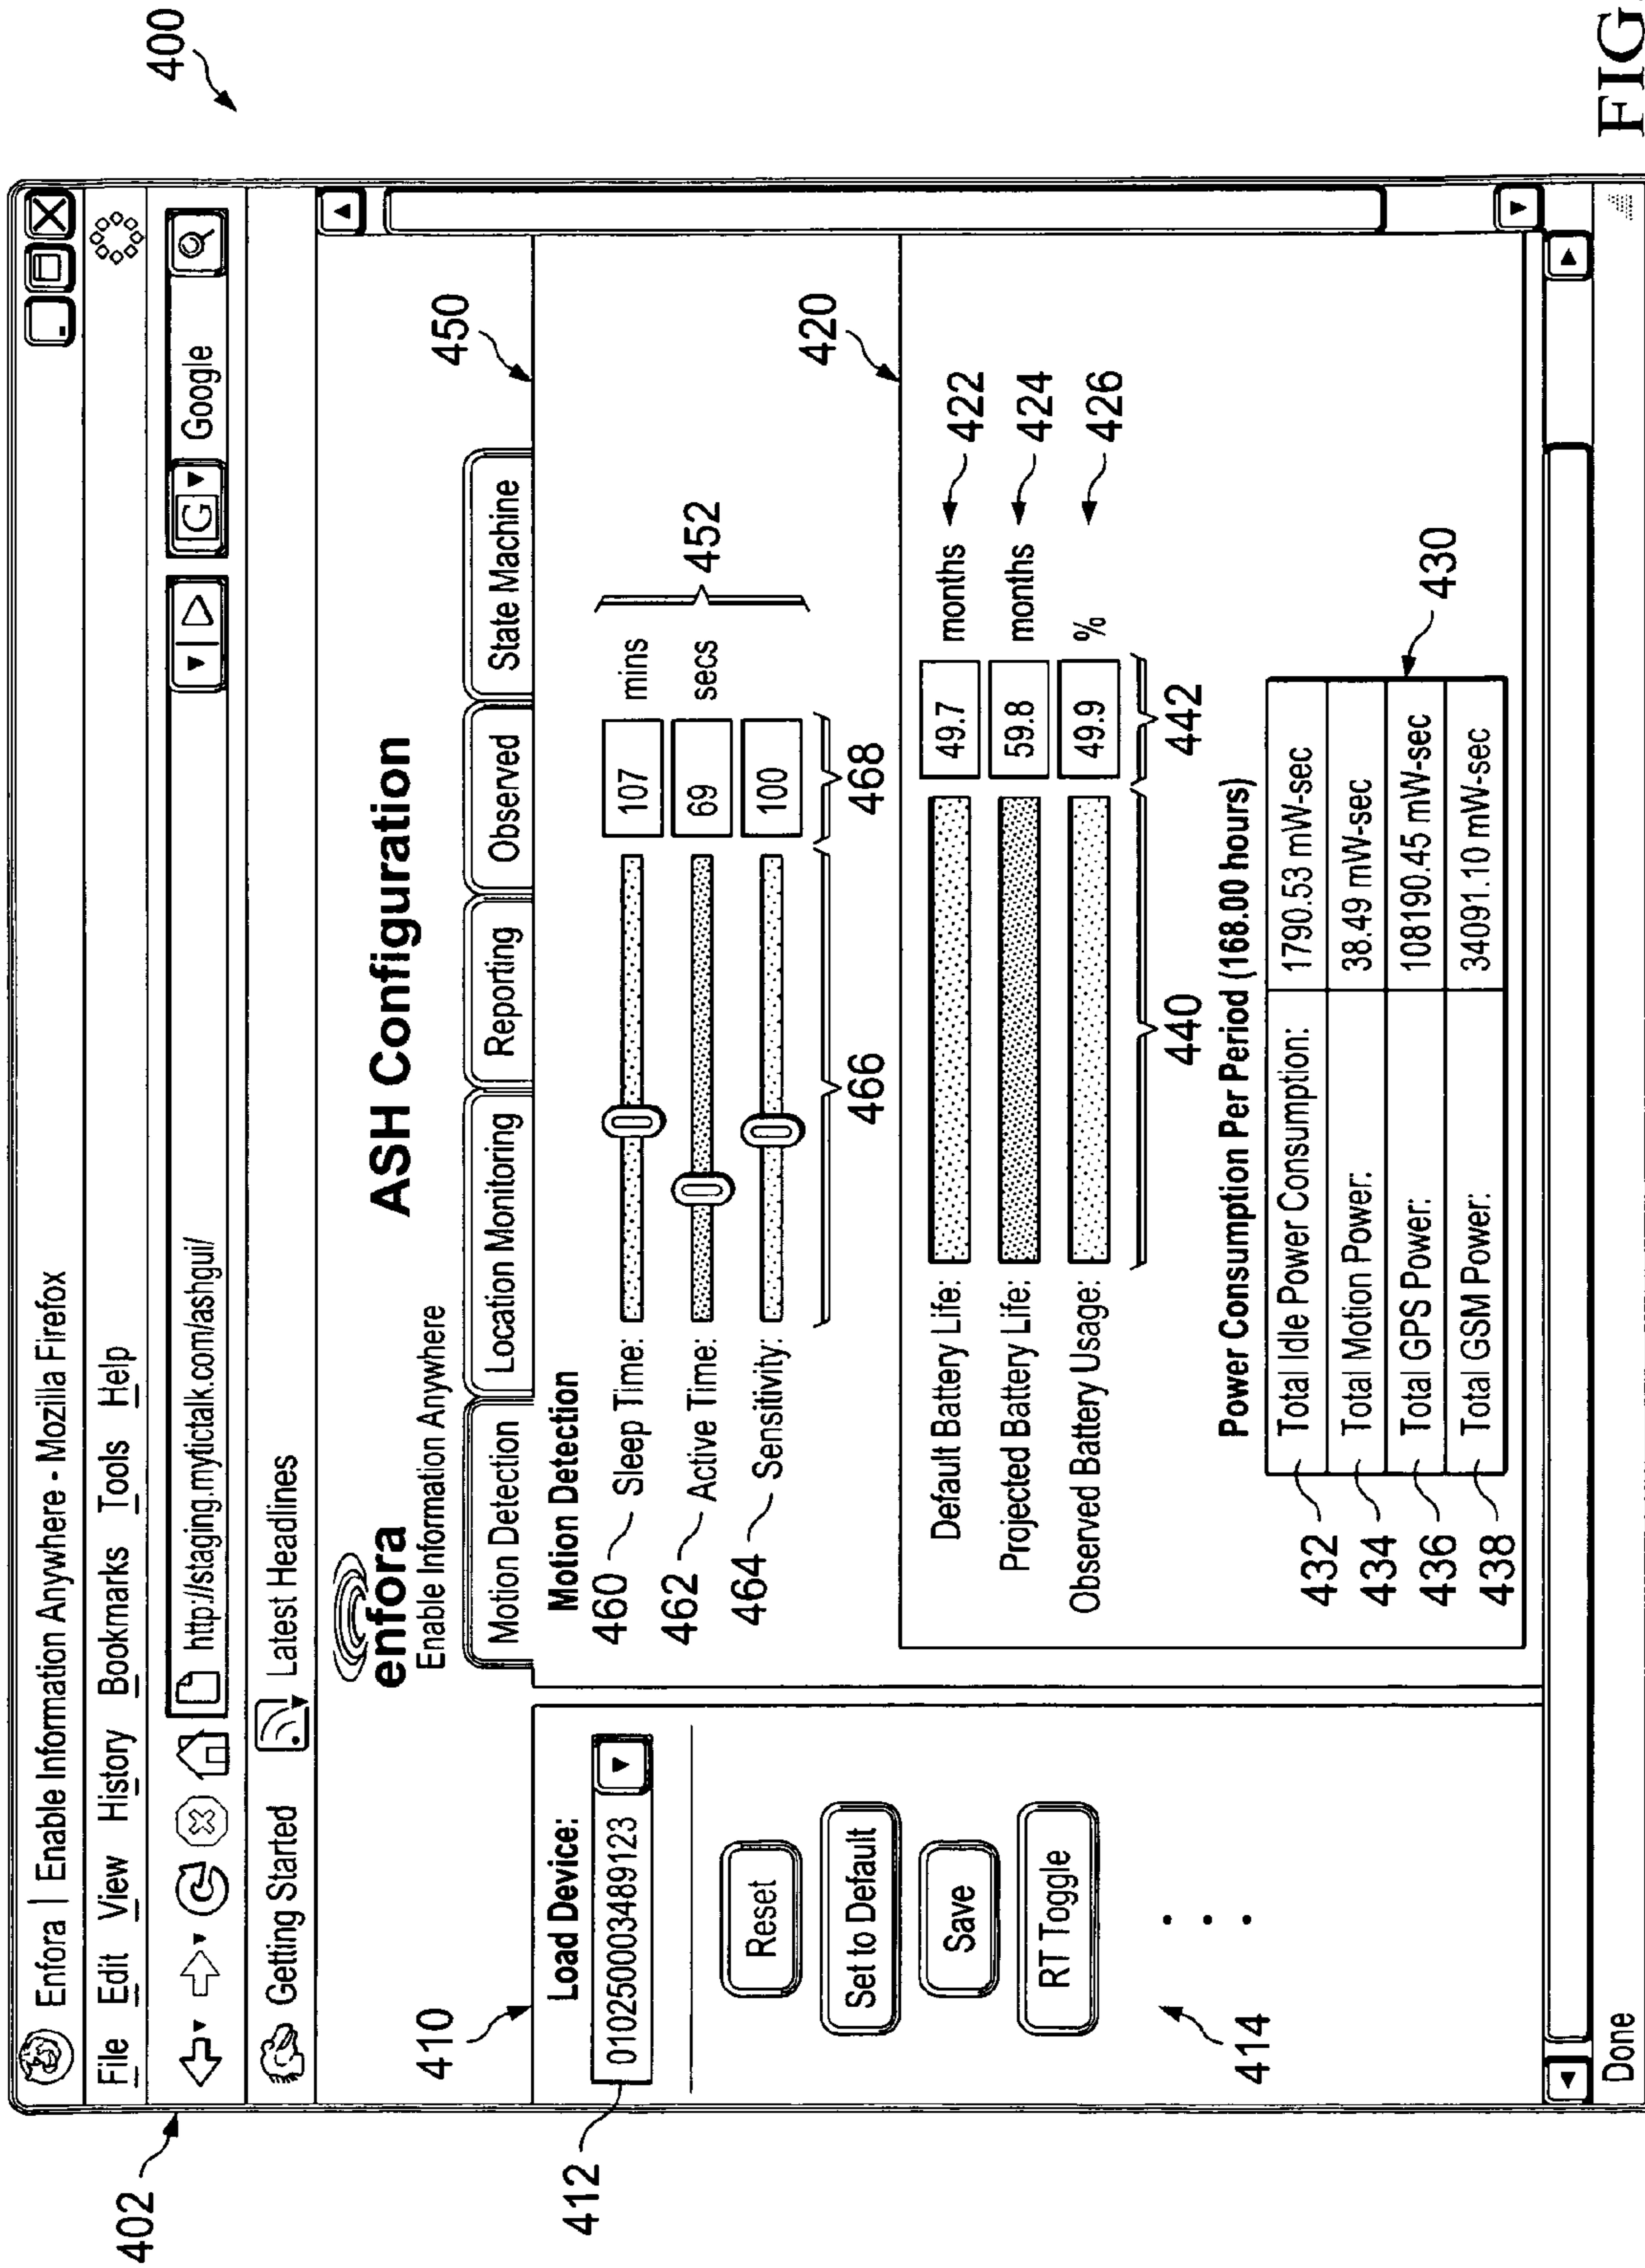 400
402
Enfora | Enable Information Anywhere - Mozilla Firefox
File Edit View History Bookmarks Tools Help
http://staging.mytictalk.com/ashgui/
G Google
Getting Started Latest Headlines
enfora
Enable Information Anywhere
ASH Configuration
410
450
Motion Detection Location Monitoring Reporting Observed State Machine
Load Device:
412
010250003489123
Reset
Set to Default
Save
RT Toggle
414
Motion Detection
460 Sleep Time: 107 mins
462 Active Time: 69 secs
452
464 Sensitivity: 100
466 468
420
Default Battery Life: 49.7 months 422
Projected Battery Life: 59.8 months 424
Observed Battery Usage: 49.9 % 426
440 442
Power Consumption Per Period (168.00 hours)
430
432 Total Idle Power Consumption: 1790.53 mW-sec
434 Total Motion Power: 38.49 mW-sec
436 Total GPS Power: 108190.45 mW-sec
438 Total GSM Power: 34091.10 mW-sec
Done
FIG.